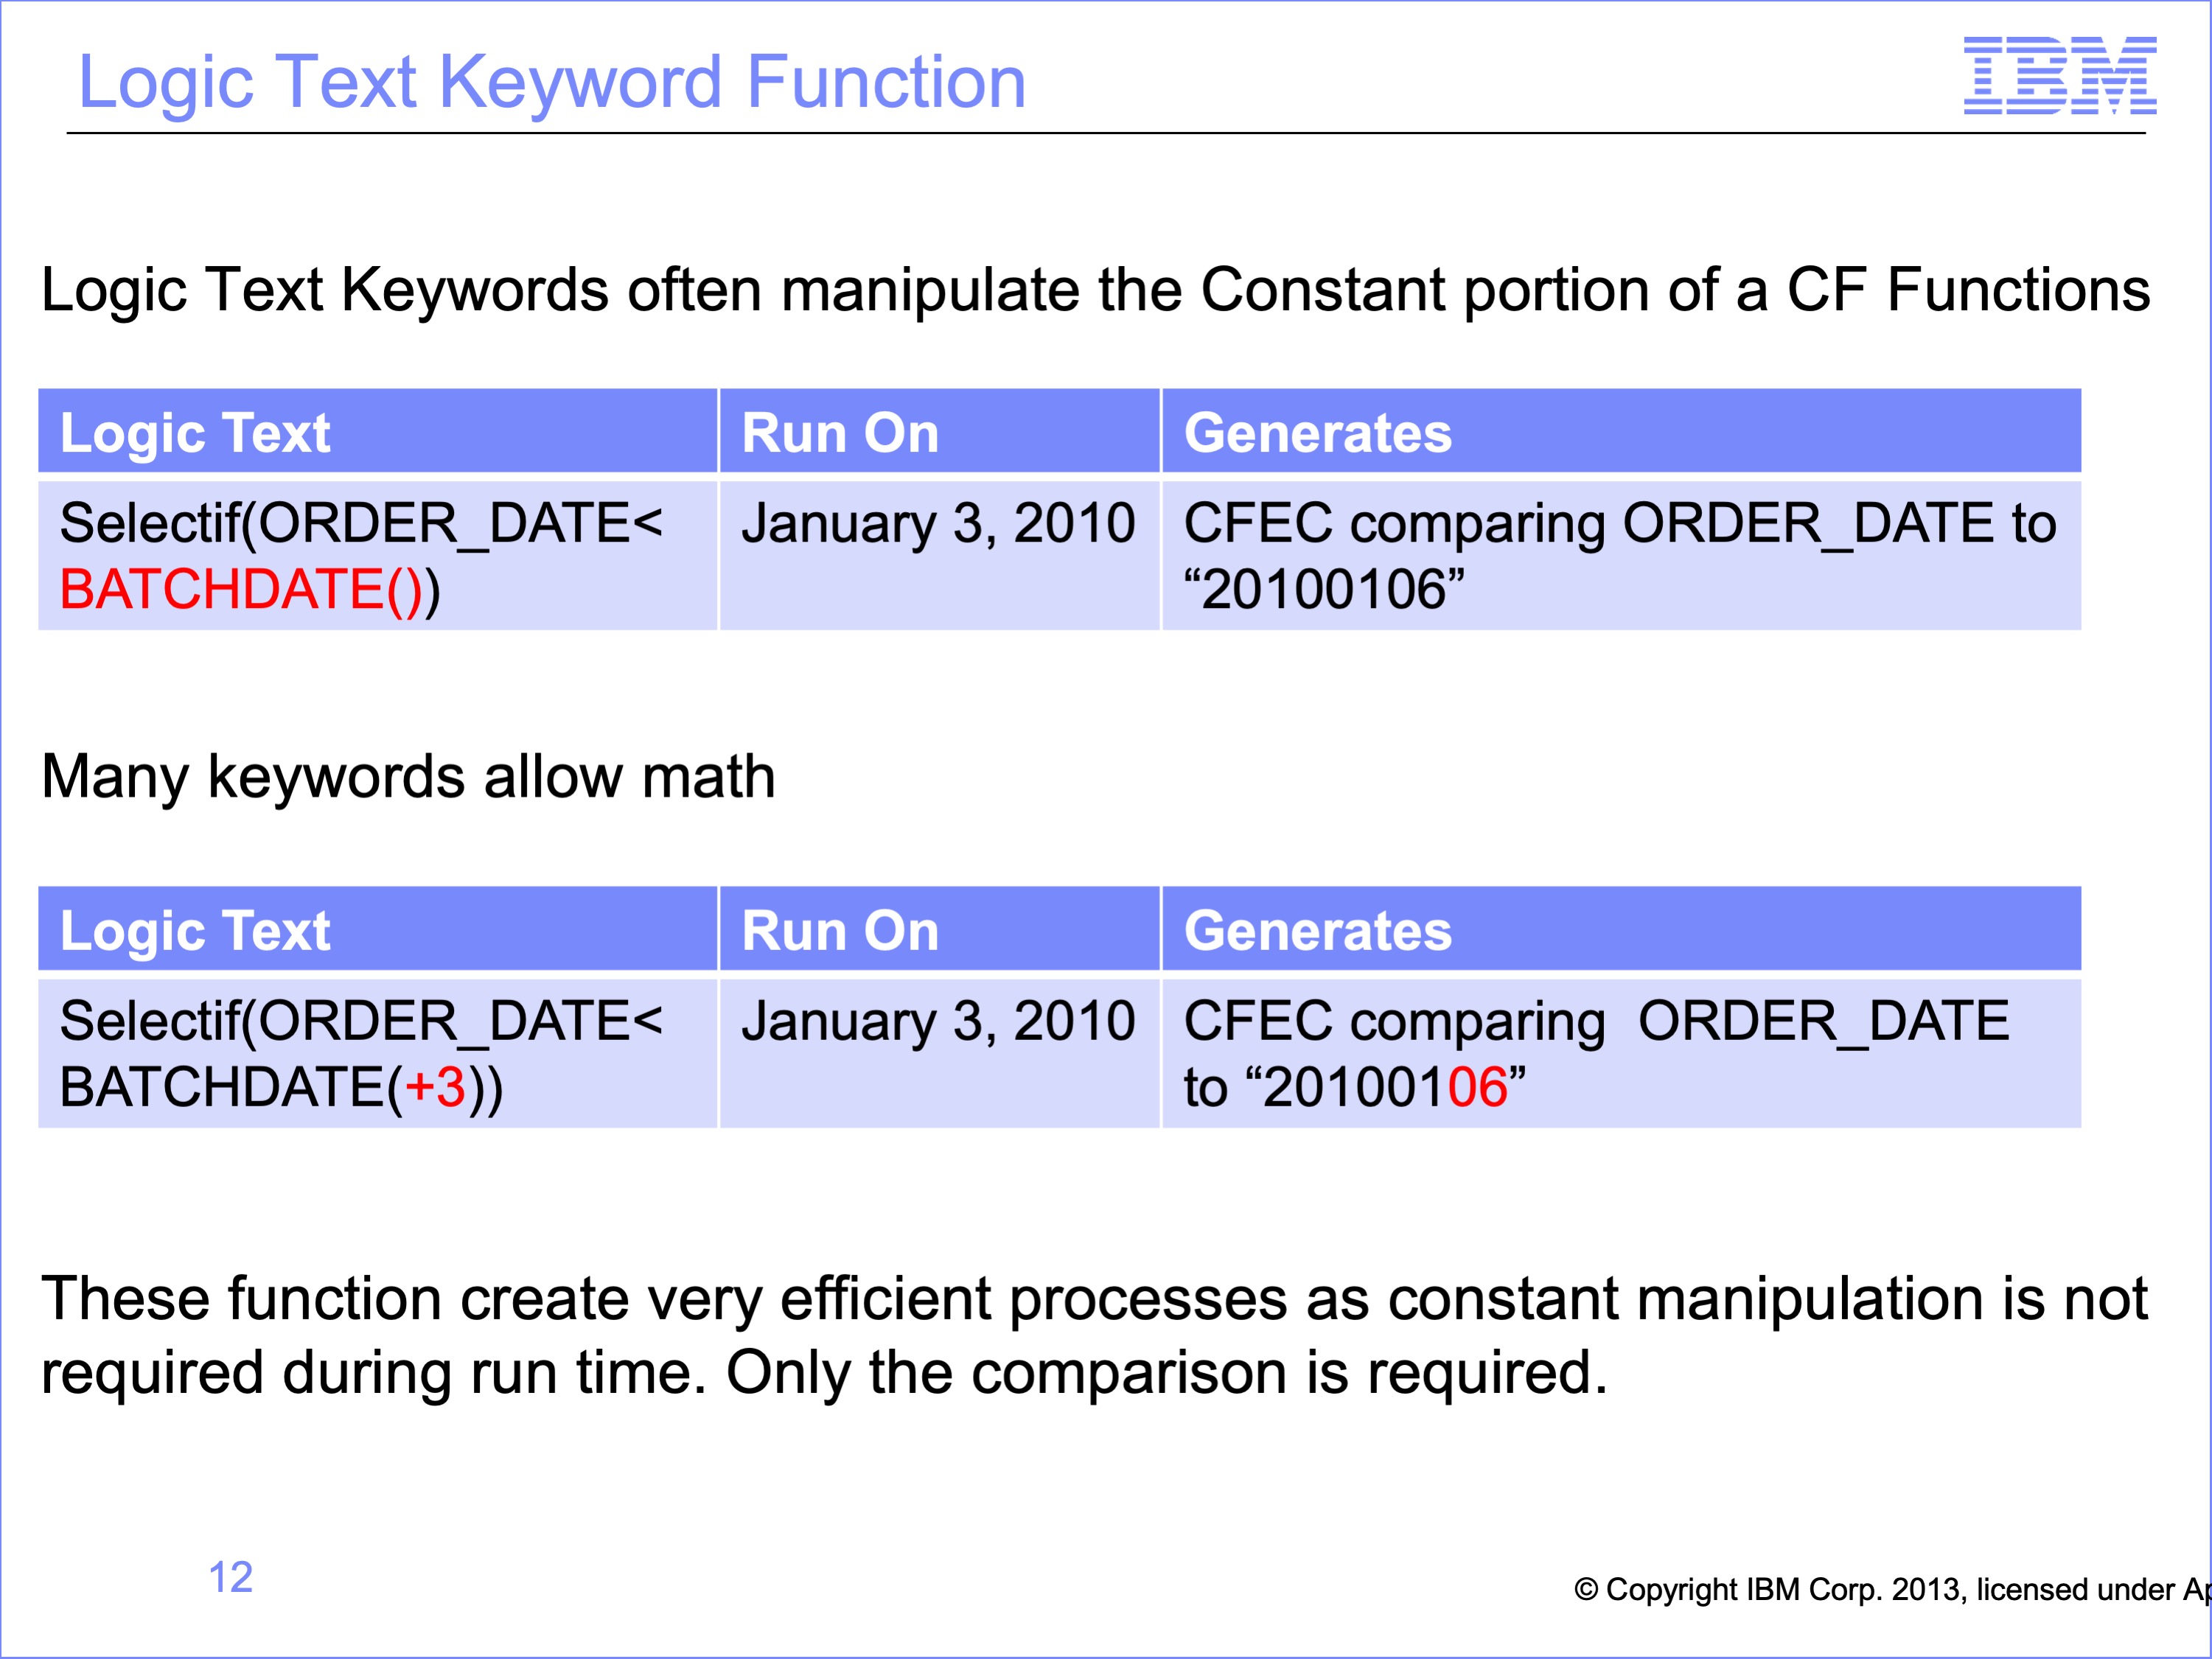 Logic Text Keyword Function
IBM
Logic Text Keywords often manipulate the Constant portion of a CF Functions
Logic Text Run On Generates
Selectif(ORDER_DATE< January 3, 2010 CFEC comparing ORDER_DATE to
BATCHDATE()) “20100106”
Many keywords allow math
Logic Text Run On Generates
Selectif(ORDER_DATE< January 3, 2010 CFEC comparing ORDER_DATE
BATCHDATE(+3)) to “20100106”
These function create very efficient processes as constant manipulation is not
required during run time. Only the comparison is required.
12
© Copyright IBM Corp. 2013, licensed under